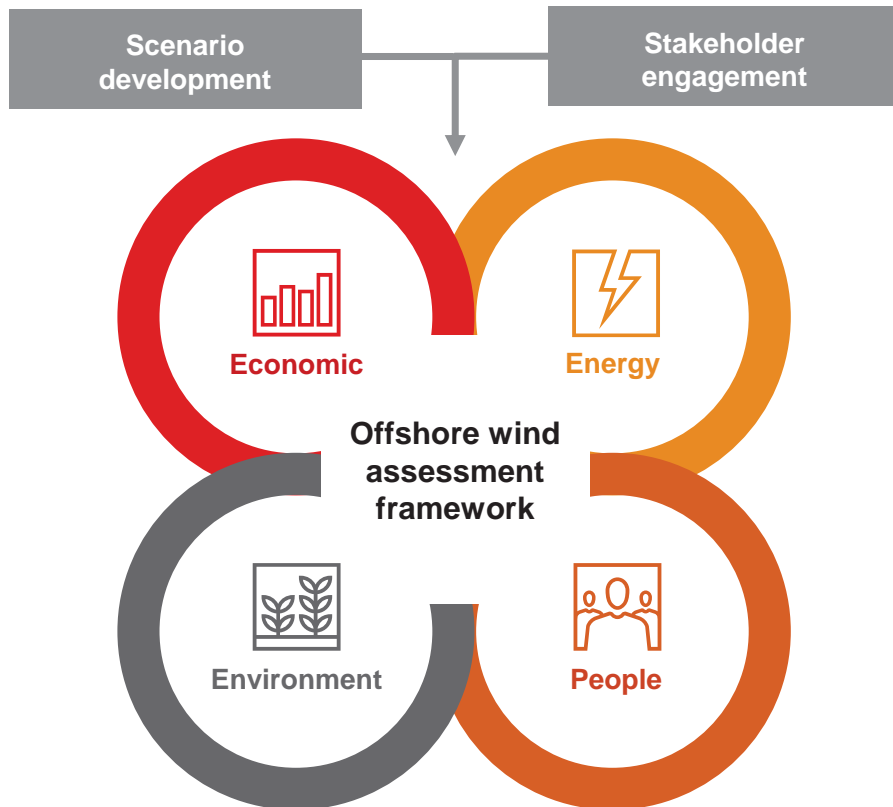 Scenario
development
Stakeholder
engagement
Economic
Energy
Offshore wind
assessment
framework
Environment
People